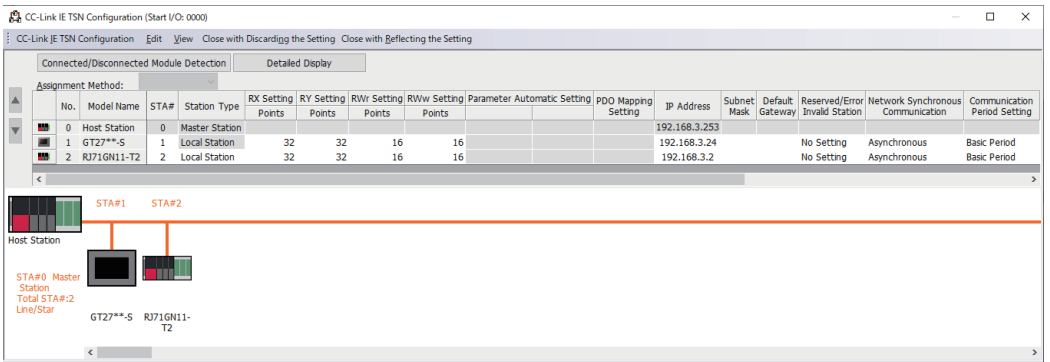 CC-Link IE TSN Configuration (Start I/O: 0000)
CC-Link IE TSN Configuration Edit View Close with Discarding the Setting Close with Reflecting the Setting
Connected/Disconnected Module Detection Detailed Display
Assignment Method:
No. Model Name STA# Station Type RX Setting RY Setting RWr Setting RWw Setting Parameter Automatic Setting PDO Mapping Setting IP Address Subnet Mask Default Gateway Reserved/Error Invalid Station Network Synchronous Communication Communication Period Setting
Points Points Points Points
0 Host Station 0 Master Station 192.168.3.253
1 GT27**-S 1 Local Station 32 32 16 16 192.168.3.24 No Setting Asynchronous Basic Period
2 RJ71GN11-T2 2 Local Station 32 32 16 16 192.168.3.2 No Setting Asynchronous Basic Period
STA#1 STA#2
Host Station
STA#0 Master
Station
Total STA#:2
Line/Star
GT27**-S RJ71GN11-
T2